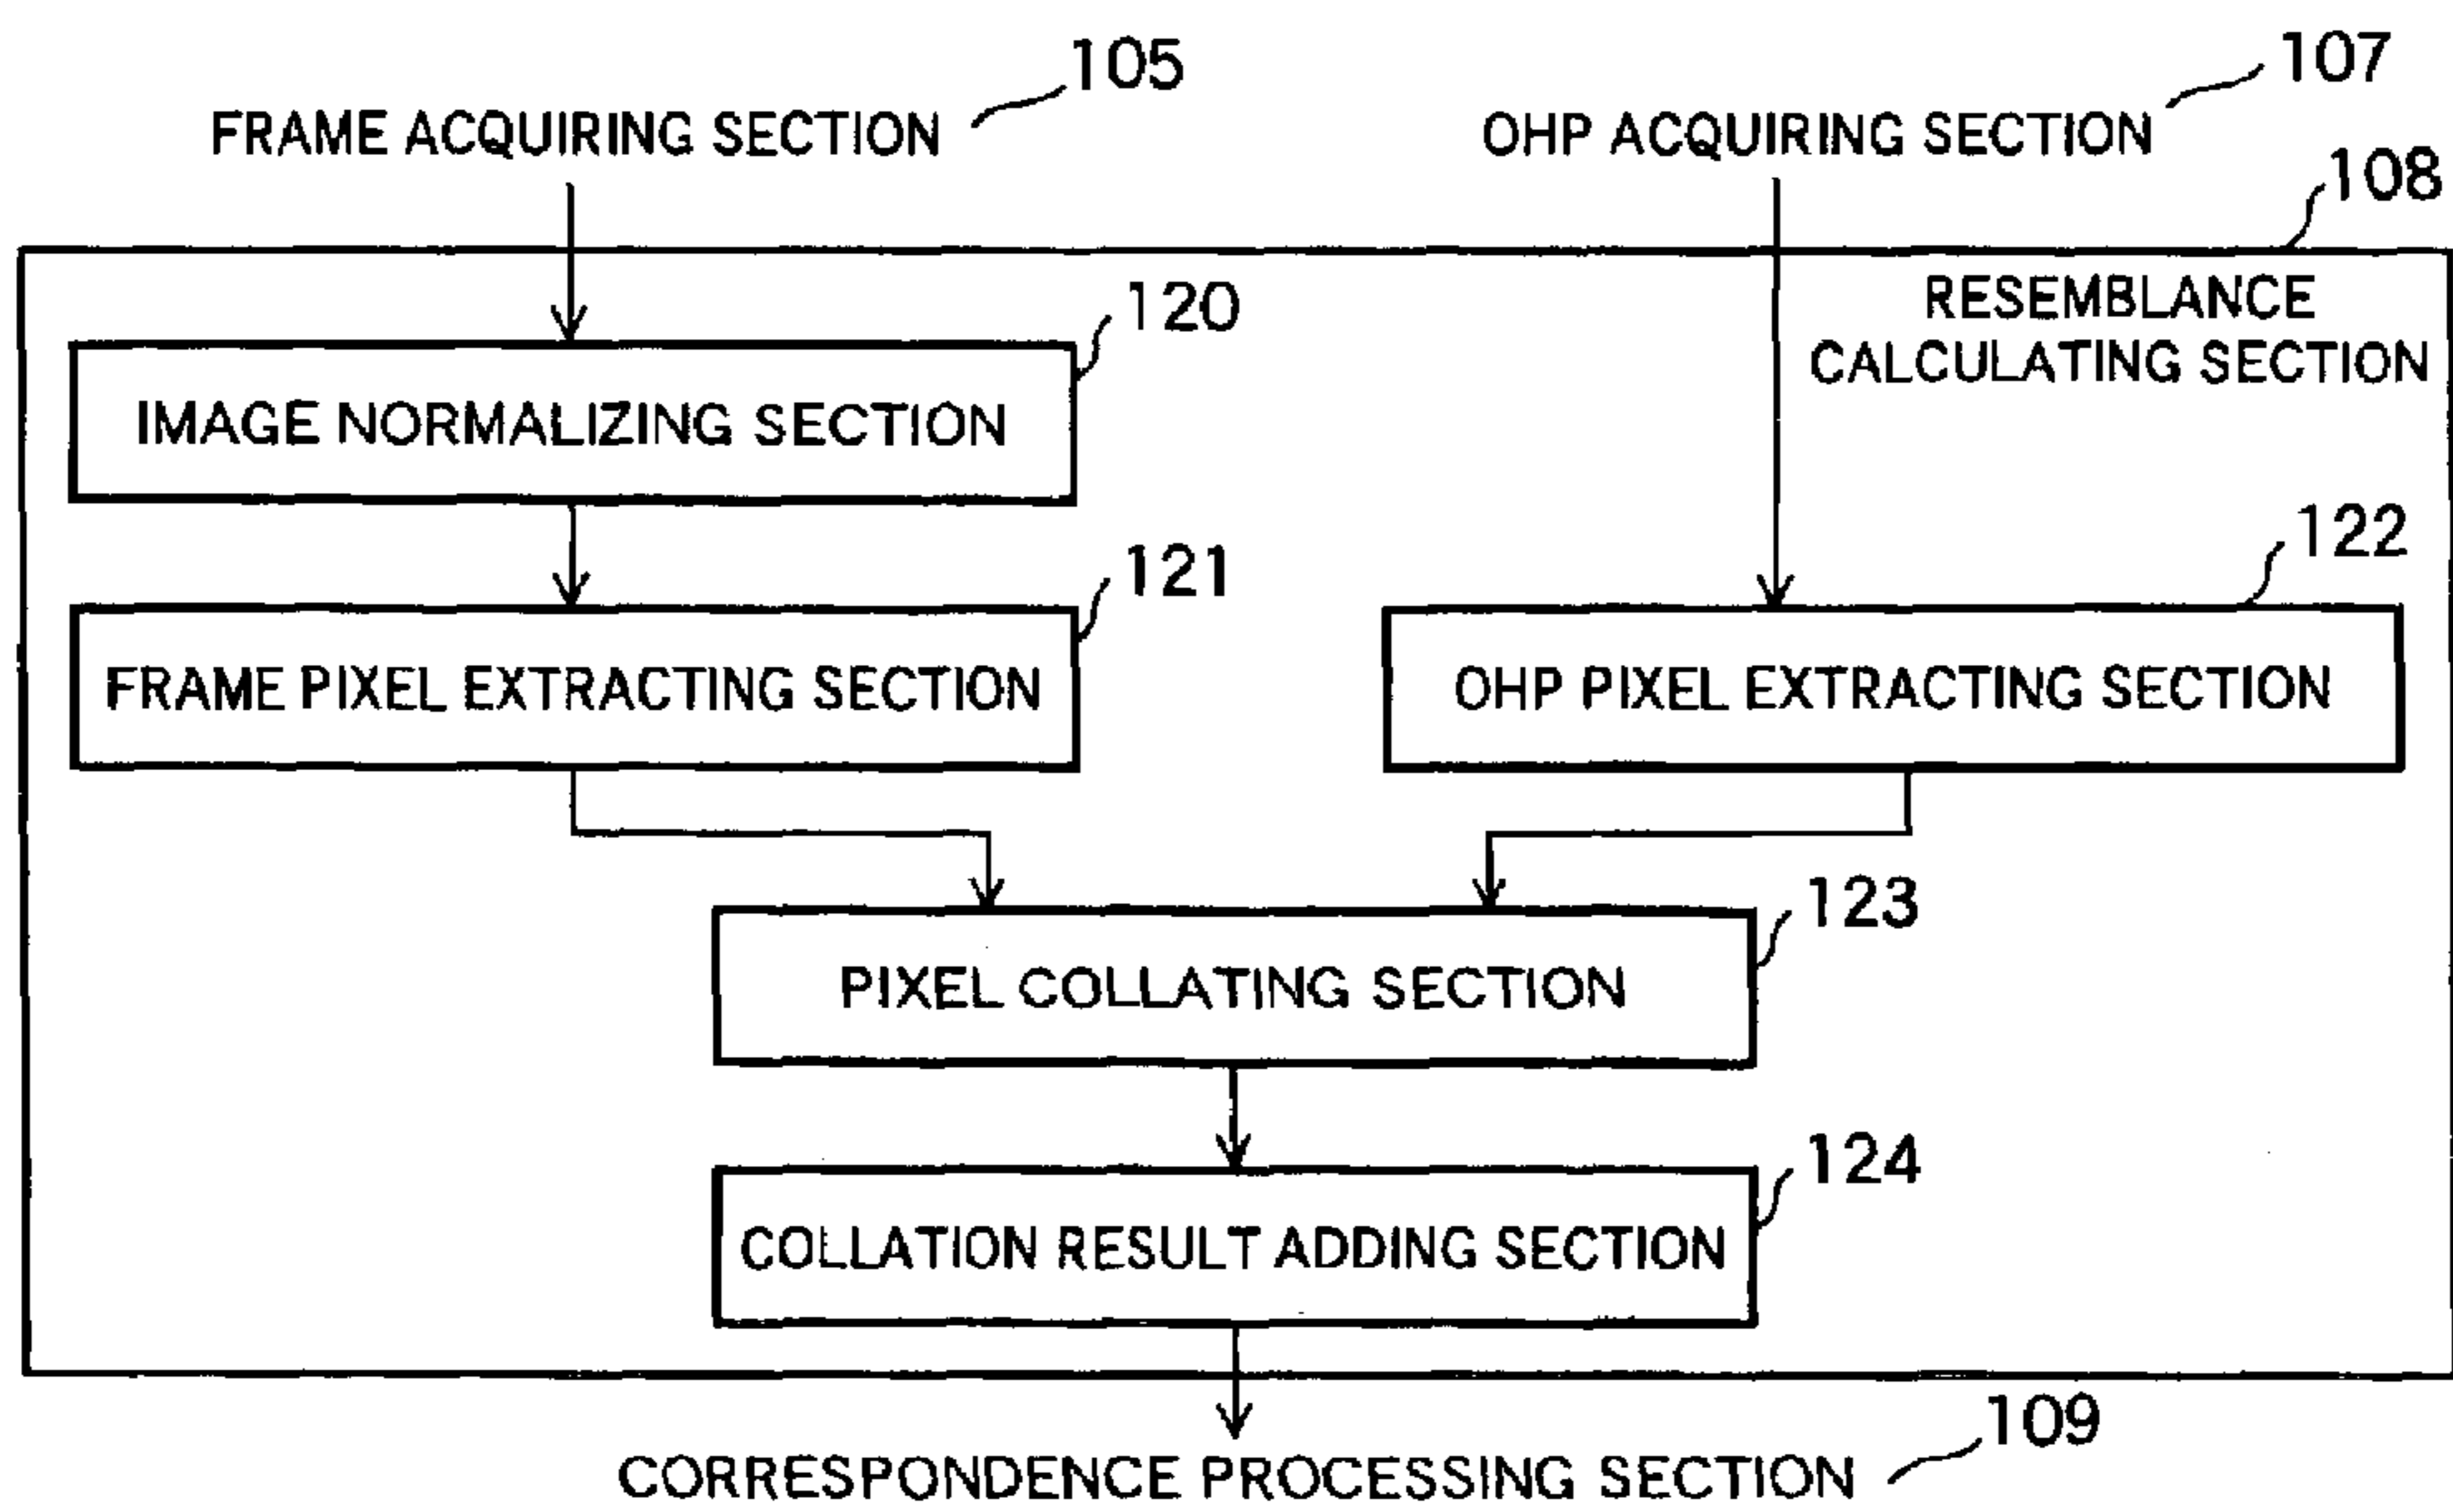 105
FRAME ACQUIRING SECTION
107
OHP ACQUIRING SECTION
108
RESEMBLANCE
CALCULATING SECTION
120
IMAGE NORMALIZING SECTION
121
FRAME PIXEL EXTRACTING SECTION
122
OHP PIXEL EXTRACTING SECTION
123
PIXEL COLLATING SECTION
124
COLLATION RESULT ADDING SECTION
109
CORRESPONDENCE PROCESSING SECTION